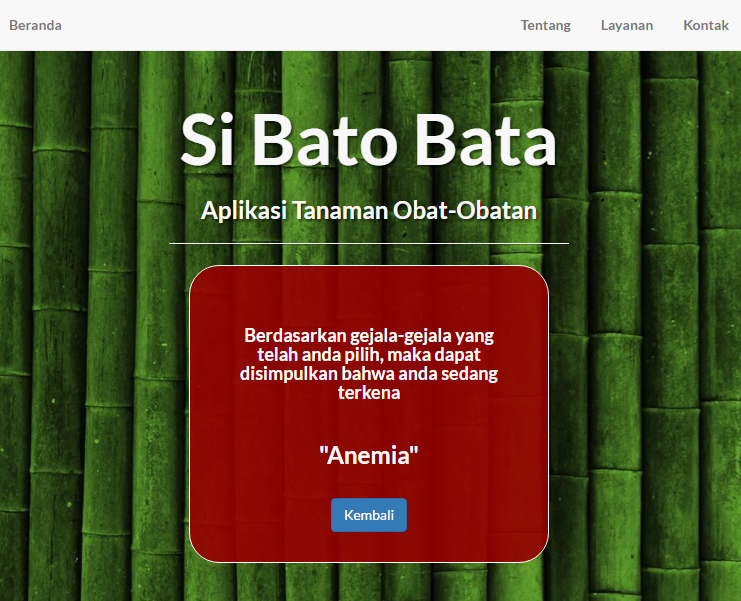 Beranda Tentang Layanan Kontak
Si Bato Bata
Aplikasi Tanaman Obat-Obatan
Berdasarkan gejala-gejala yang
telah anda pilih, maka dapat
disimpulkan bahwa anda sedang
terkena
"Anemia"
Kembali